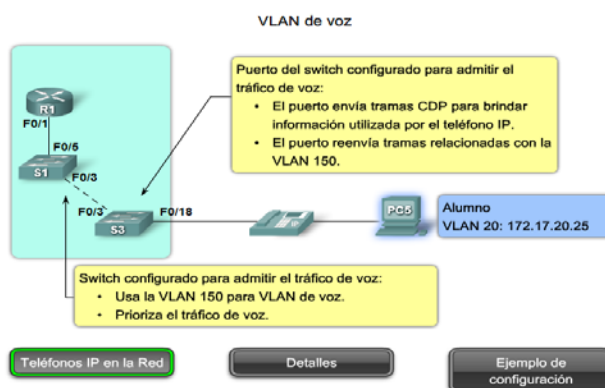 VLAN de voz
Puerto del switch configurado para admitir el
tráfico de voz:
• El puerto envía tramas CDP para brindar
información utilizada por el teléfono IP.
• El puerto reenvía tramas relacionadas con la
VLAN 150.
R1
F0/1
F0/5
S1
F0/3
F0/3
S3
F0/18
PC5
Alumno
VLAN 20: 172.17.20.25
Switch configurado para admitir el tráfico de voz:
• Usa la VLAN 150 para VLAN de voz.
• Prioriza el tráfico de voz.
Teléfonos IP en la Red
Detalles
Ejemplo de
configuración